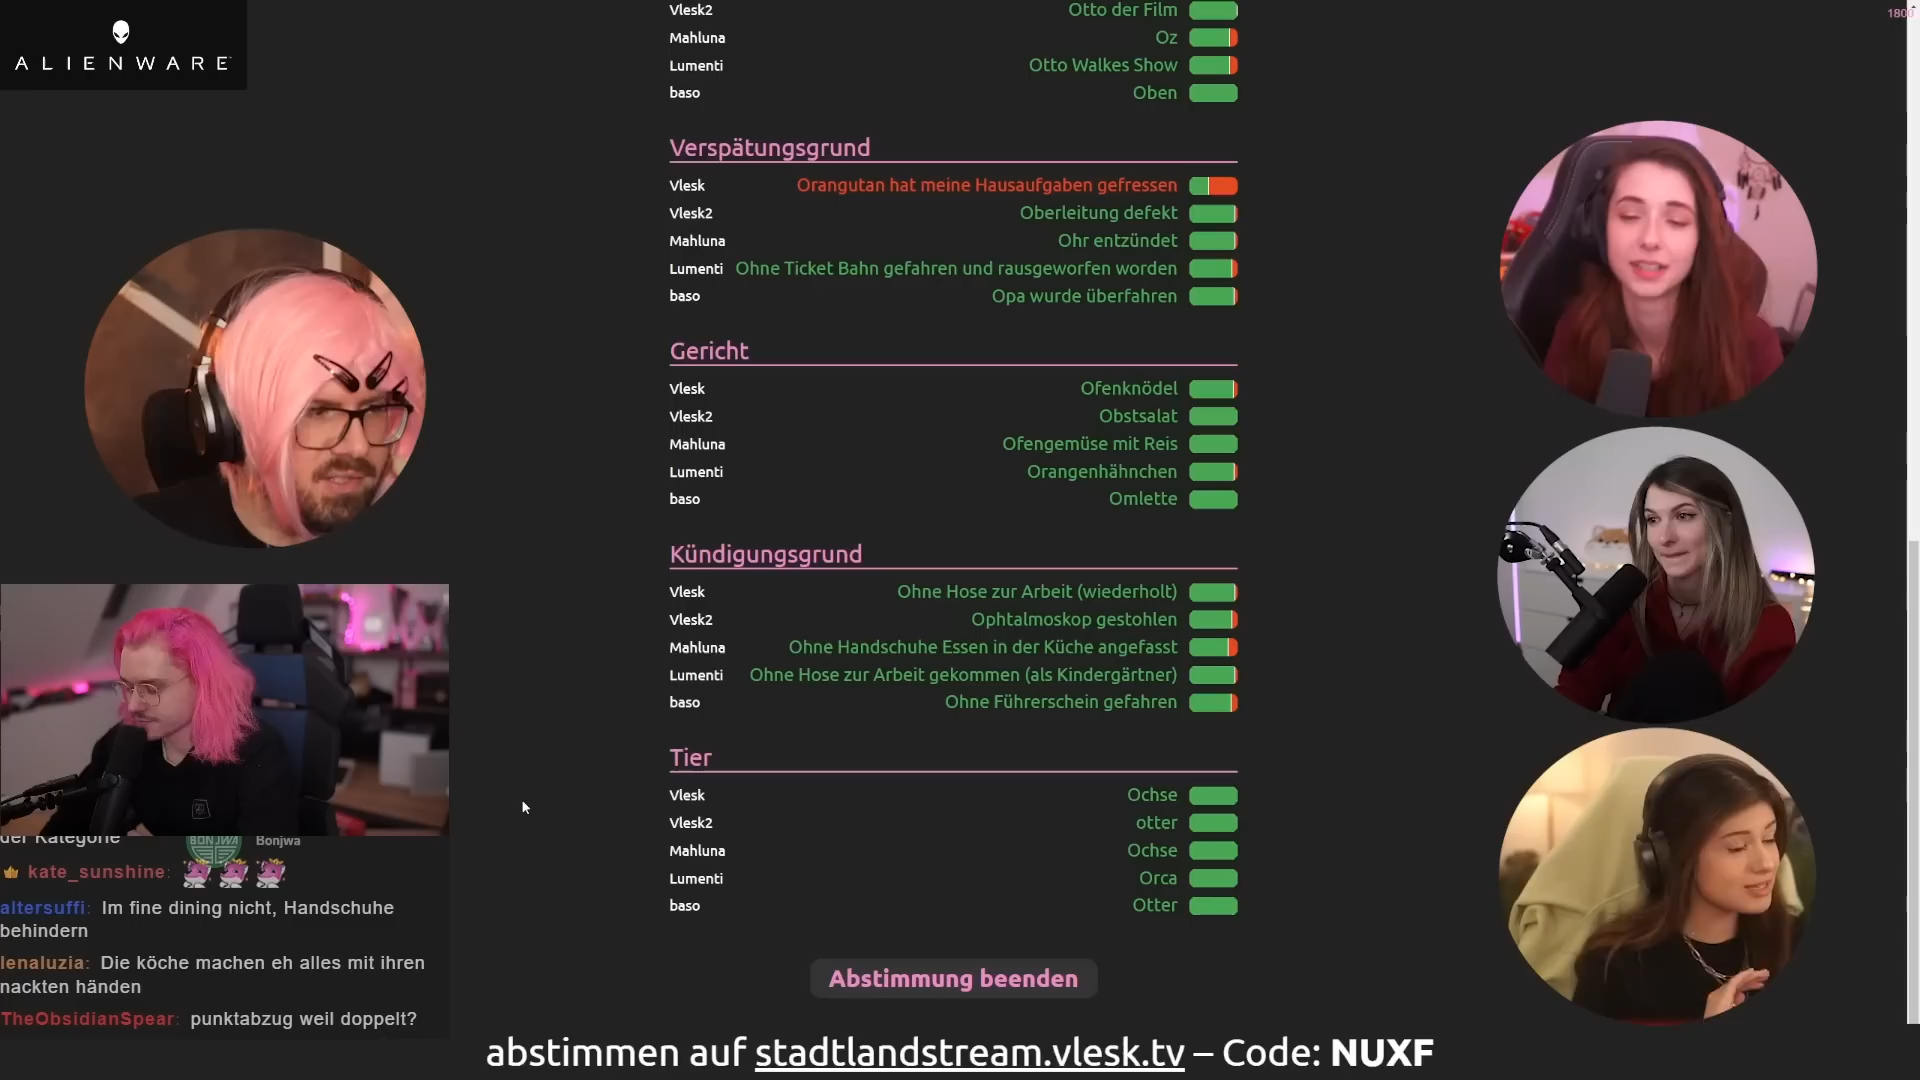 ALIENWARE
1800
Vlesk2 Otto der Film
Mahluna Oz
Lumenti Otto Walkes Show
baso Oben
Verspätungsgrund
Vlesk Orangutan hat meine Hausaufgaben gefressen
Vlesk2 Oberleitung defekt
Mahluna Ohr entzündet
Lumenti Ohne Ticket Bahn gefahren und rausgeworfen worden
baso Opa wurde überfahren
Gericht
Vlesk Ofenknödel
Vlesk2 Obstsalat
Mahluna Ofengemüse mit Reis
Lumenti Orangenhähnchen
baso Omlette
Kündigungsgrund
Vlesk Ohne Hose zur Arbeit (wiederholt)
Vlesk2 Ophtalmoskop gestohlen
Mahluna Ohne Handschuhe Essen in der Küche angefasst
Lumenti Ohne Hose zur Arbeit gekommen (als Kindergärtner)
baso Ohne Führerschein gefahren
Tier
Vlesk Ochse
Vlesk2 otter
Mahluna Ochse
Lumenti Orca
baso Otter
Abstimmung beenden
der Kategorie
BONJWA
Bonjwa
kate_sunshine:
altersuffi: Im fine dining nicht, Handschuhe
behindern
lenaluzia: Die köche machen eh alles mit ihren
nackten händen
TheObsidianSpear: punktabzug weil doppelt?
abstimmen auf stadtlandstream.vlesk.tv – Code: NUXF